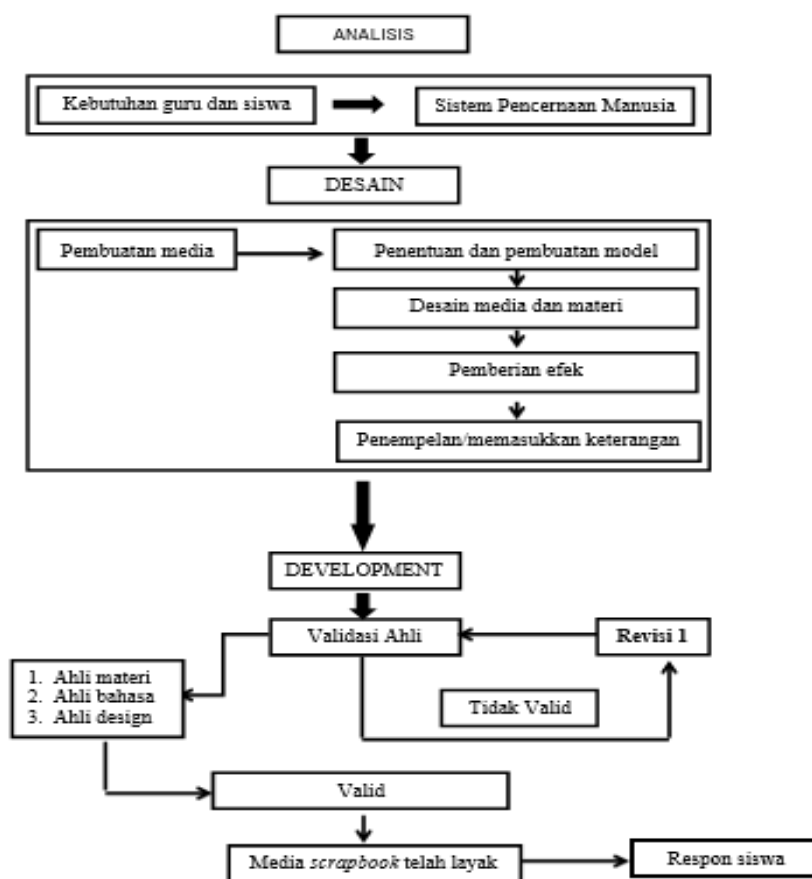 ANALISIS
Kebutuhan guru dan siswa
Sistem Pencernaan Manusia
DESAIN
Pembuatan media
Penentuan dan pembuatan model
Desain media dan materi
Pemberian efek
Penempelan/memasukkan keterangan
DEVELOPMENT
Validasi Ahli
Revisi 1
1. Ahli materi
2. Ahli bahasa
3. Ahli design
Tidak Valid
Valid
Media scrapbook telah layak
Respon siswa